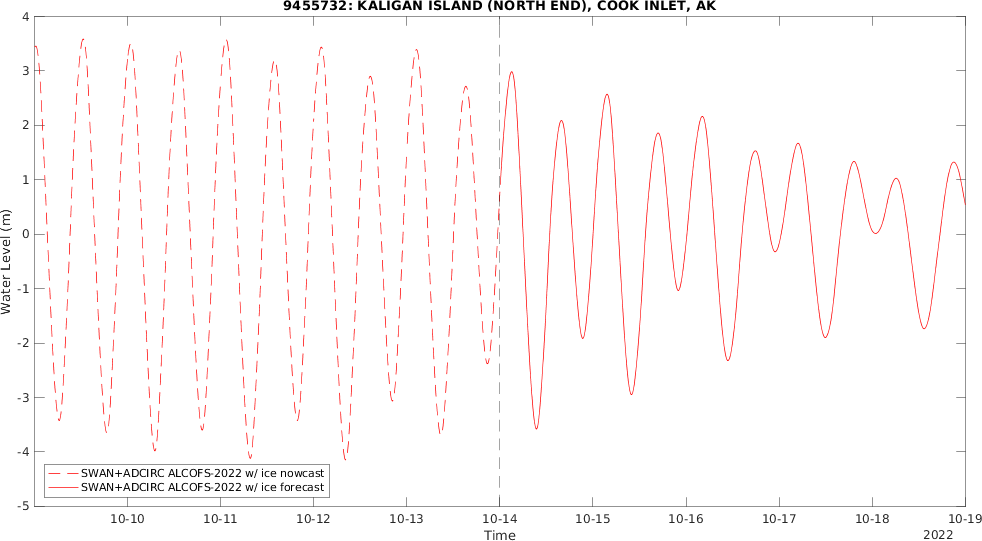 9455732: KALIGAN ISLAND (NORTH END), COOK INLET, AK
4
3
2
1
0
-1
-2
-3
-4
-5
Water Level (m)
SWAN+ADCIRC ALCOFS-2022 w/ ice nowcast
SWAN+ADCIRC ALCOFS-2022 w/ ice forecast
10-10 10-11 10-12 10-13 10-14 10-15 10-16 10-17 10-18 10-19
Time
2022